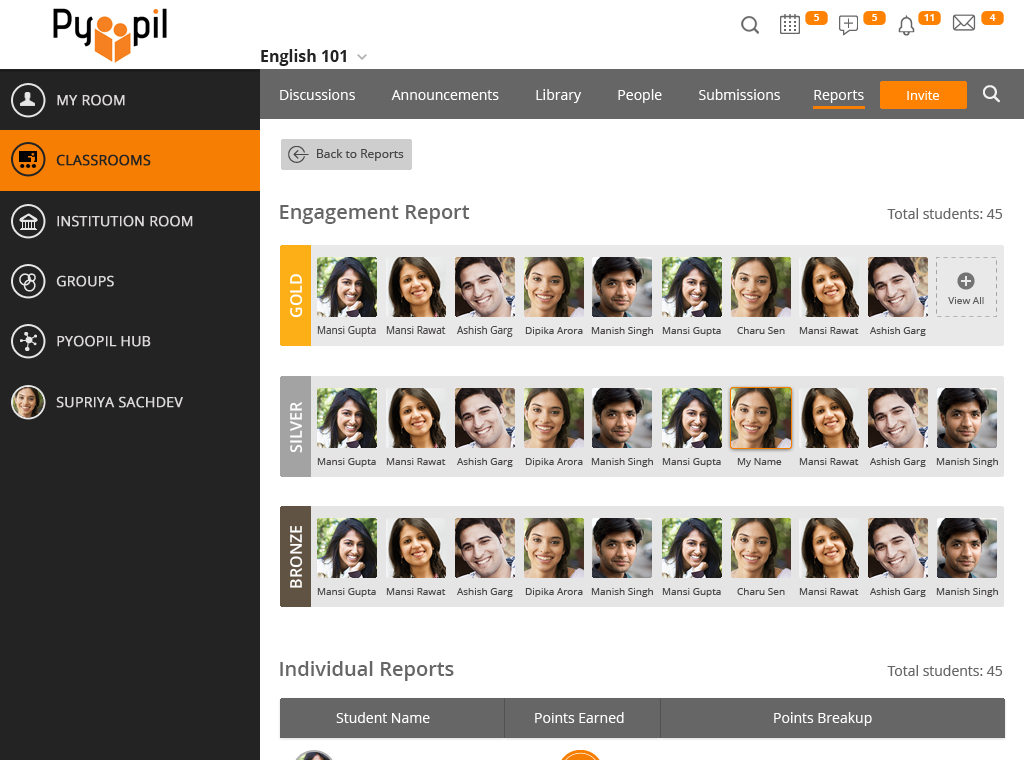 Pyoopil
5
5
11
4
English 101
MY ROOM
CLASSROOMS
INSTITUTION ROOM
GROUPS
PYOOPIL HUB
SUPRIYA SACHDEV
Discussions Announcements Library People Submissions Reports Invite
Back to Reports
Engagement Report
Total students: 45
GOLD
View All
Mansi Gupta Mansi Rawat Ashish Garg Dipika Arora Manish Singh Mansi Gupta Charu Sen Mansi Rawat Ashish Garg
SILVER
Mansi Gupta Mansi Rawat Ashish Garg Dipika Arora Manish Singh Mansi Gupta My Name Mansi Rawat Ashish Garg Manish Singh
BRONZE
Mansi Gupta Mansi Rawat Ashish Garg Dipika Arora Manish Singh Mansi Gupta Charu Sen Mansi Rawat Ashish Garg Manish Singh
Individual Reports
Total students: 45
Student Name Points Earned Points Breakup